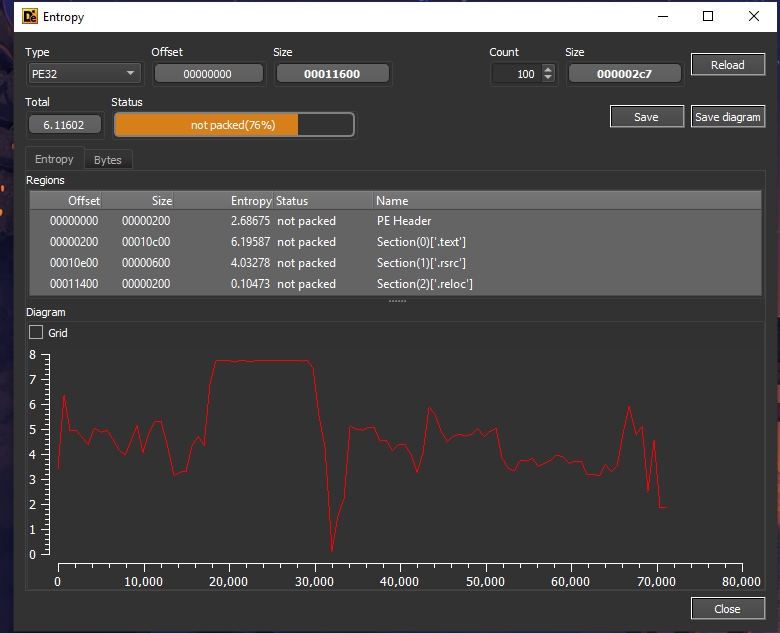 De Entropy
Type Offset Size Count Size
PE32 00000000 00011600 100 000002c7 Reload
Total Status
6.11602 not packed(76%) Save Save diagram
Entropy Bytes
Regions
Offset Size Entropy Status Name
00000000 00000200 2.68675 not packed PE Header
00000200 00010c00 6.19587 not packed Section(0)['.text']
00010e00 00000600 4.03278 not packed Section(1)['.rsrc']
00011400 00000200 0.10473 not packed Section(2)['.reloc']
Diagram
Grid
8
7
6
5
4
3
2
1
0
0 10,000 20,000 30,000 40,000 50,000 60,000 70,000 80,000
Close